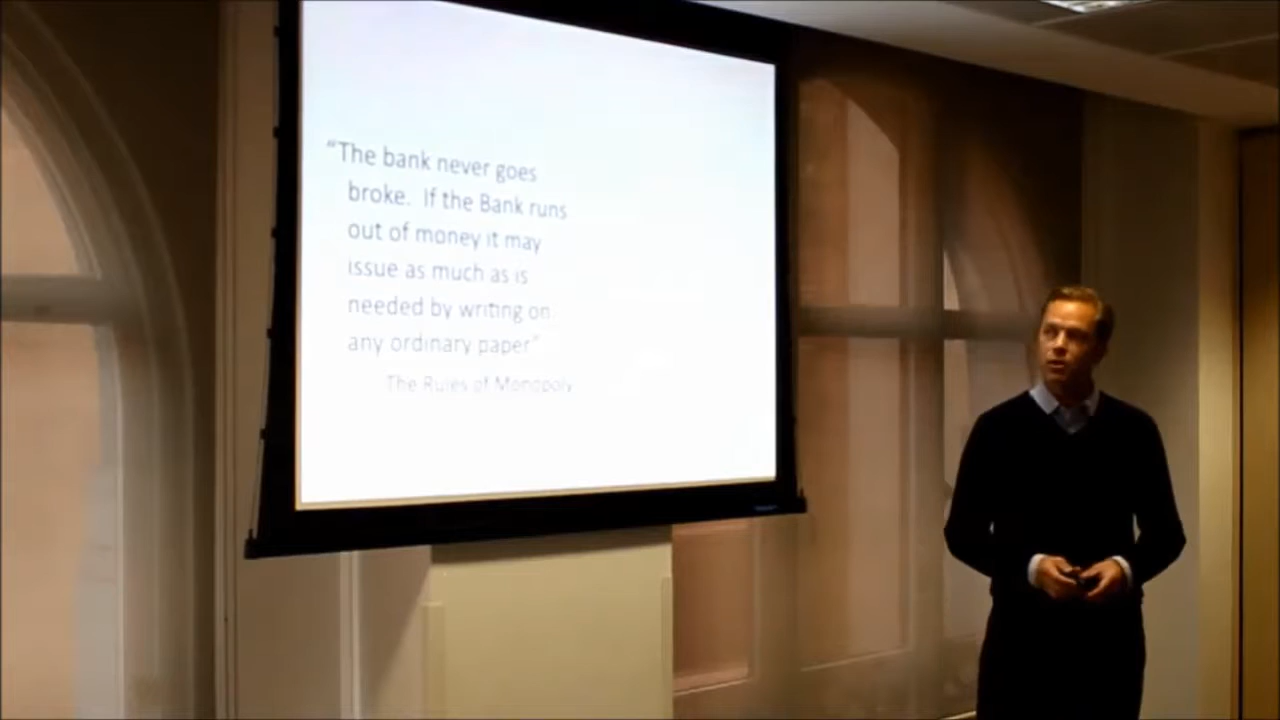 “The bank never goes
broke. If the Bank runs
out of money it may
issue as much as is
needed by writing on
any ordinary paper”
The Rules of Monopoly